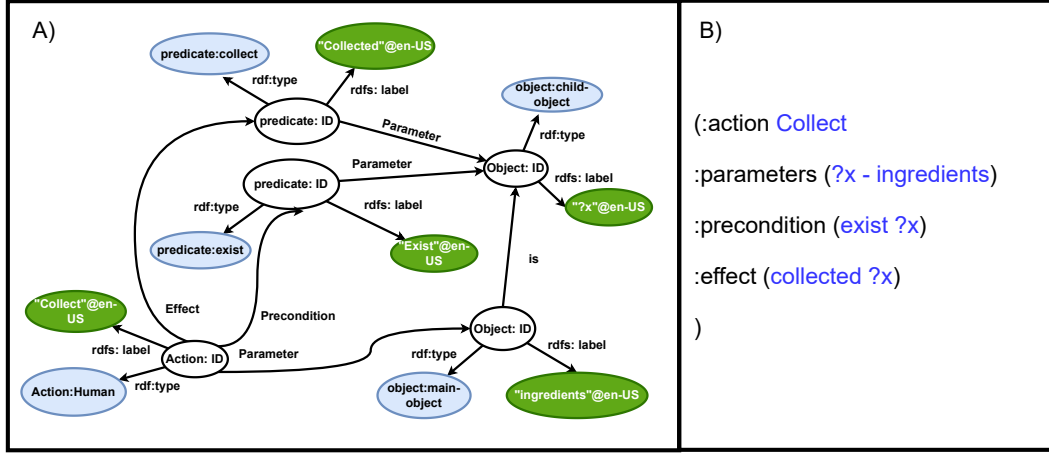 A)
predicate:collect
"Collected"@en-US
rdf:type
rdfs: label
predicate: ID
Parameter
object:child-
object
rdf:type
Object: ID
rdfs: label
"?x"@en-US
Parameter
predicate: ID
rdf:type
rdfs: label
predicate:exist
"Exist"@en-
US
is
Effect
Precondition
"Collect"@en-
US
rdfs: label
Action: ID
Parameter
rdf:type
Action:Human
Object: ID
rdf:type
rdfs: label
object:main-
object
"ingredients"@en-US
B)
(:action Collect
:parameters (?x - ingredients)
:precondition (exist ?x)
:effect (collected ?x)
)